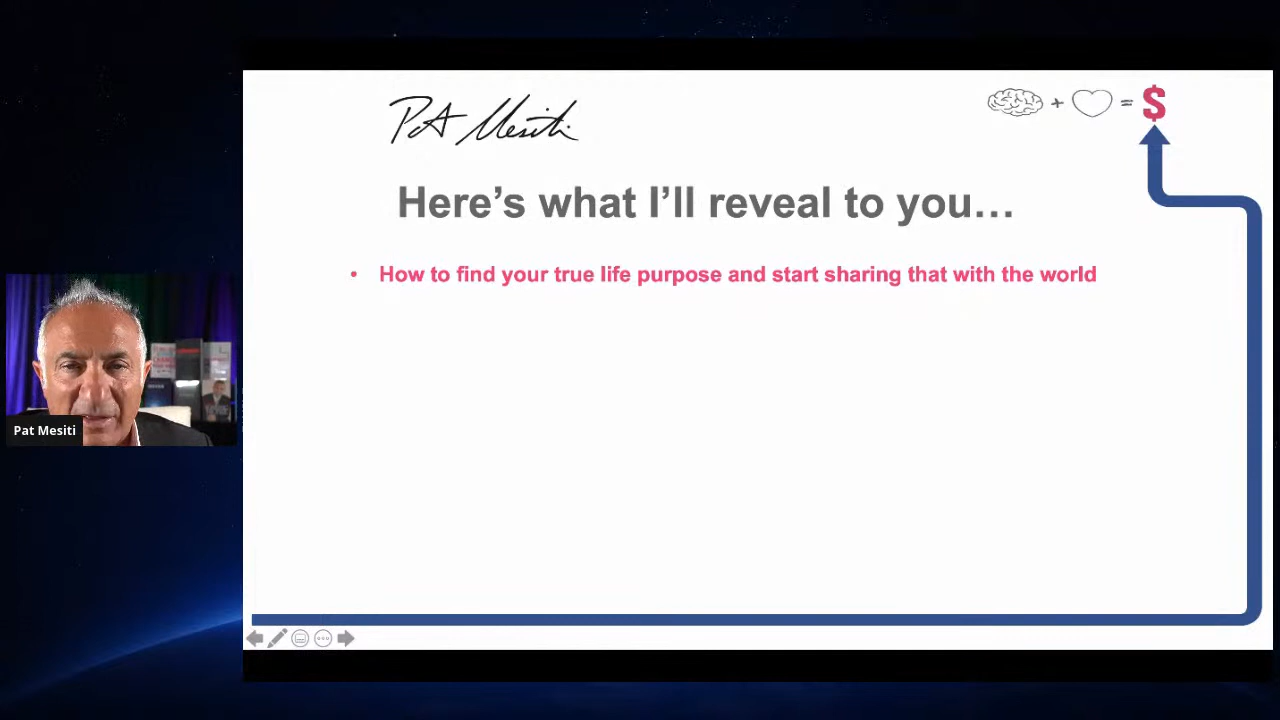 Pat Mesiti
+ = $
Here’s what I’ll reveal to you…
• How to find your true life purpose and start sharing that with the world
Pat Mesiti